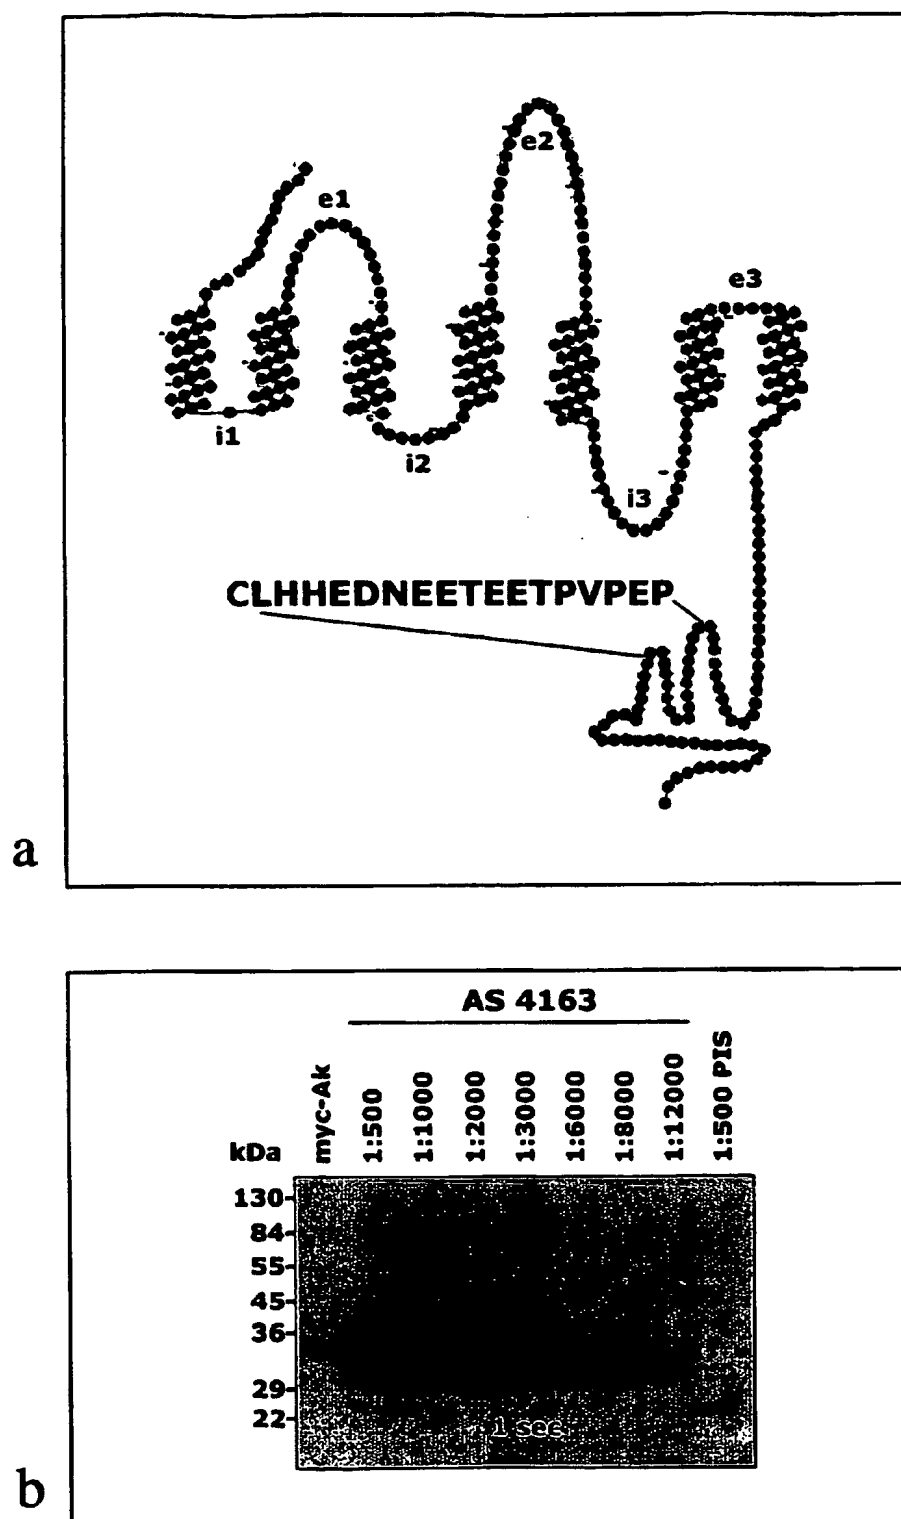 e2
e1
e3
i1
i2
i3
CLHHEDNEETEETPVPEP
a
AS 4163
kDa
myc-Ak
1:500
1:1000
1:2000
1:3000
1:6000
1:8000
1:12000
1:500 PIS
130
84
55
45
36
29
22
1 sec
b